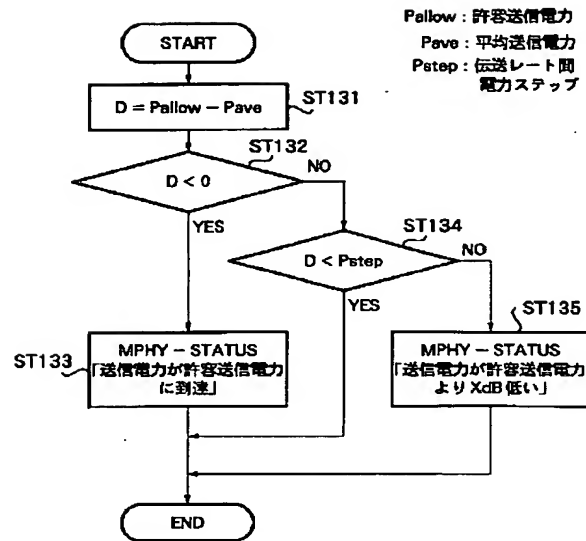 Pallow : 許容送信電力
Pave : 平均送信電力
Pstep : 伝送レート間
電力ステップ
START
ST131
D = Pallow − Pave
ST132
D < 0
NO
YES
ST134
D < Pstep
NO
YES
ST133
MPHY − STATUS
「送信電力が許容送信電力
に到達」
ST135
MPHY − STATUS
「送信電力が許容送信電力
より XdB 低い」
END